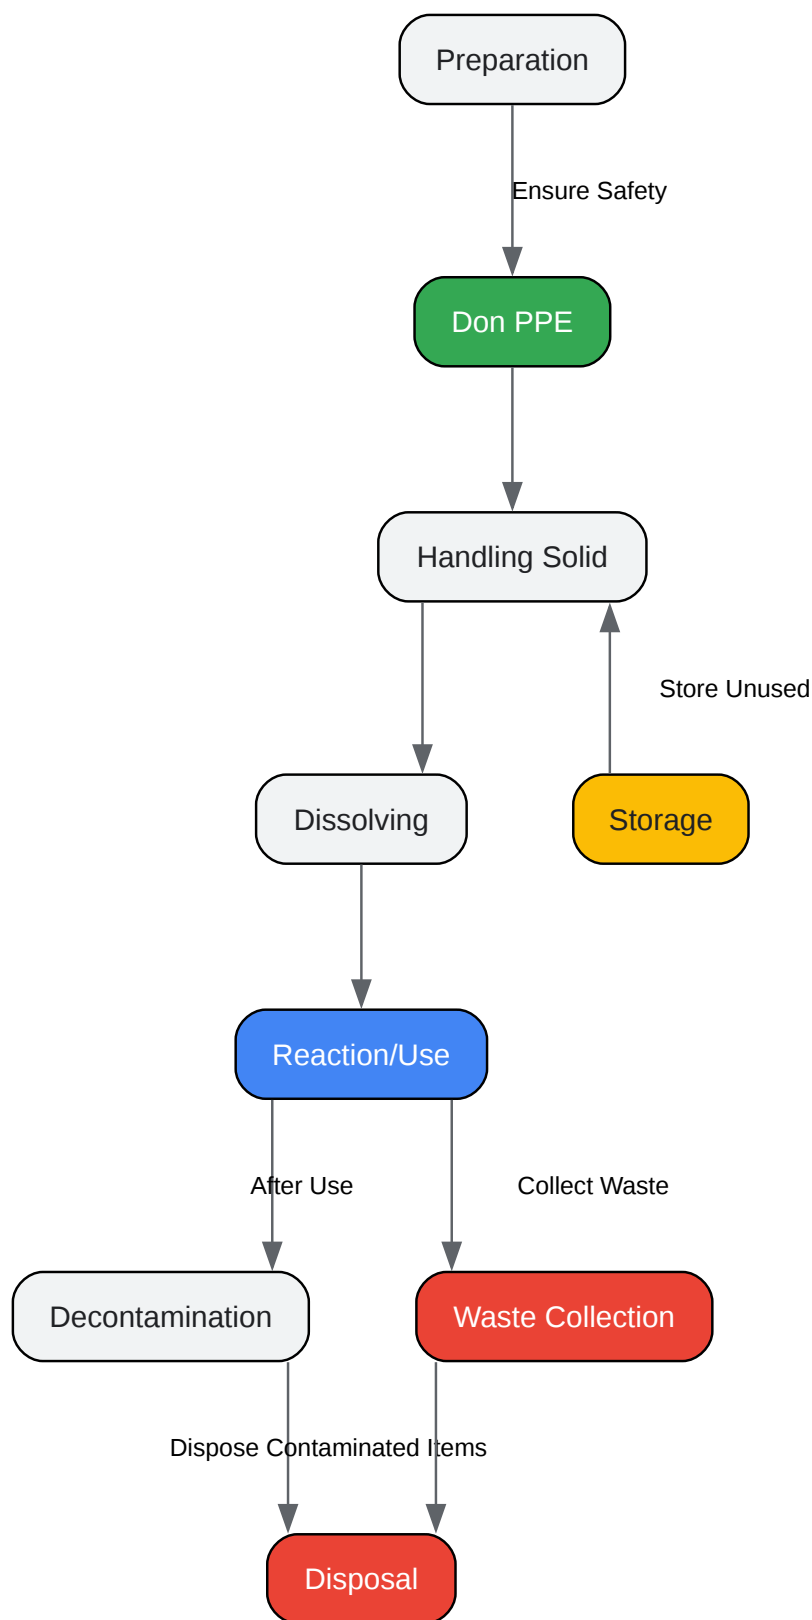 Preparation
Ensure Safety
Don PPE
Handling Solid
Store Unused
Dissolving
Storage
Reaction/Use
After Use
Collect Waste
Decontamination
Waste Collection
Dispose Contaminated Items
Disposal